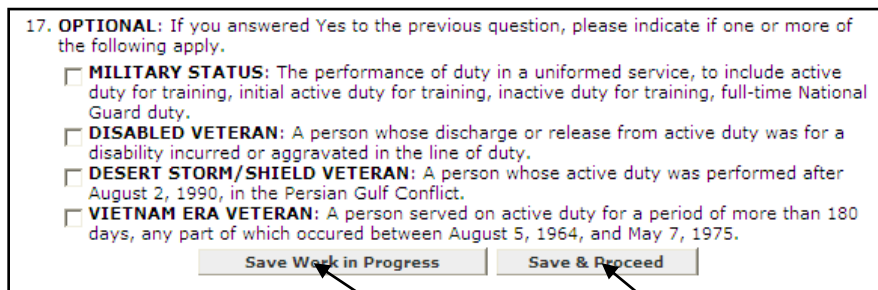 17. OPTIONAL: If you answered Yes to the previous question, please indicate if one or more of
the following apply.
MILITARY STATUS: The performance of duty in a uniformed service, to include active
duty for training, initial active duty for training, inactive duty for training, full-time National
Guard duty.
DISABLED VETERAN: A person whose discharge or release from active duty was for a
disability incurred or aggravated in the line of duty.
DESERT STORM/SHIELD VETERAN: A person whose active duty was performed after
August 2, 1990, in the Persian Gulf Conflict.
VIETNAM ERA VETERAN: A person served on active duty for a period of more than 180
days, any part of which occured between August 5, 1964, and May 7, 1975.
Save Work in Progress Save & Proceed